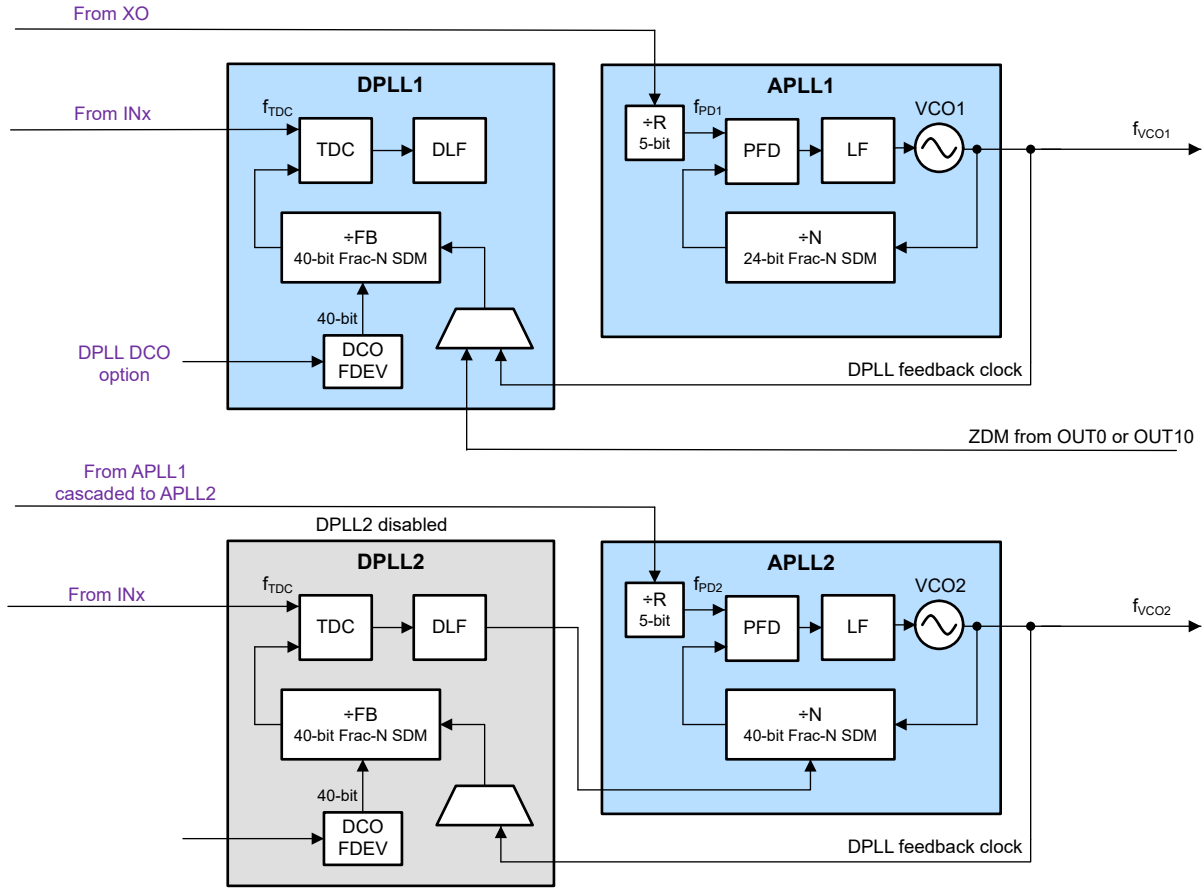 From XO
DPLL1
APLL1
From INx
fTDC
TDC
DLF
÷R
5-bit
fPD1
PFD
LF
VCO1
fVCO1
÷FB
40-bit Frac-N SDM
÷N
24-bit Frac-N SDM
40-bit
DPLL DCO
option
DCO
FDEV
DPLL feedback clock
ZDM from OUT0 or OUT10
From APLL1
cascaded to APLL2
DPLL2 disabled
DPLL2
APLL2
From INx
fTDC
TDC
DLF
÷R
5-bit
fPD2
PFD
LF
VCO2
fVCO2
÷FB
40-bit Frac-N SDM
÷N
40-bit Frac-N SDM
40-bit
DCO
FDEV
DPLL feedback clock